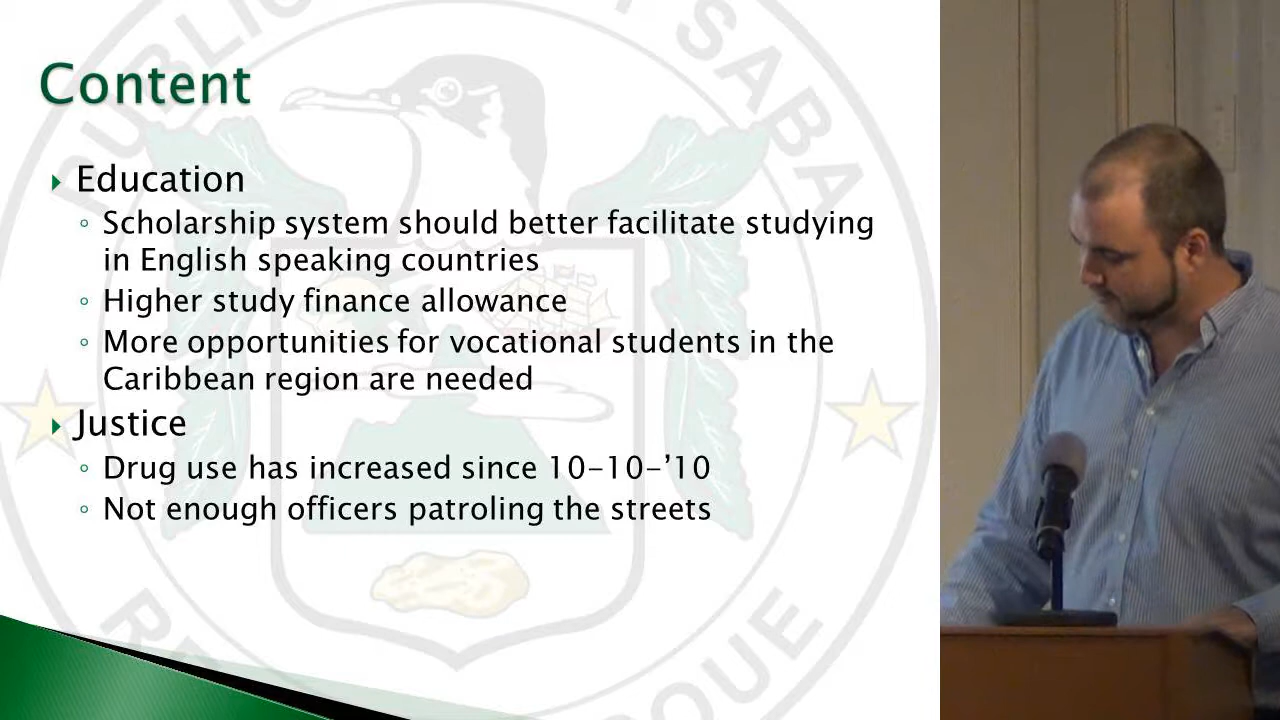 Content
Education
Scholarship system should better facilitate studying
in English speaking countries
Higher study finance allowance
More opportunities for vocational students in the
Caribbean region are needed
Justice
Drug use has increased since 10-10-’10
Not enough officers patroling the streets
SABA